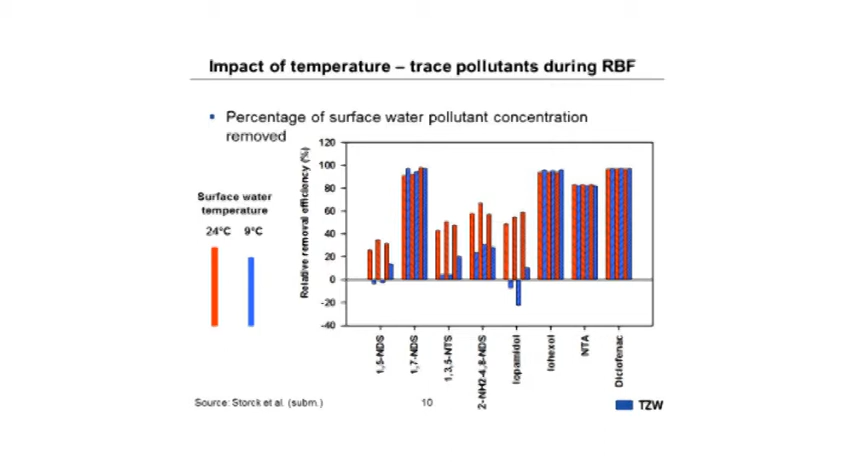 Impact of temperature – trace pollutants during RBF
▪ Percentage of surface water pollutant concentration
removed
Surface water
temperature
24°C 9°C
Relative removal efficiency (%)
120
100
80
60
40
20
0
-20
-40
1,5-NDS
1,7-NDS
1,3,5-NTS
2-NH2-4,8-NDS
Iopamidol
Iohexol
NTA
Diclofenac
Source: Storck et al. (subm.)
10
TZW